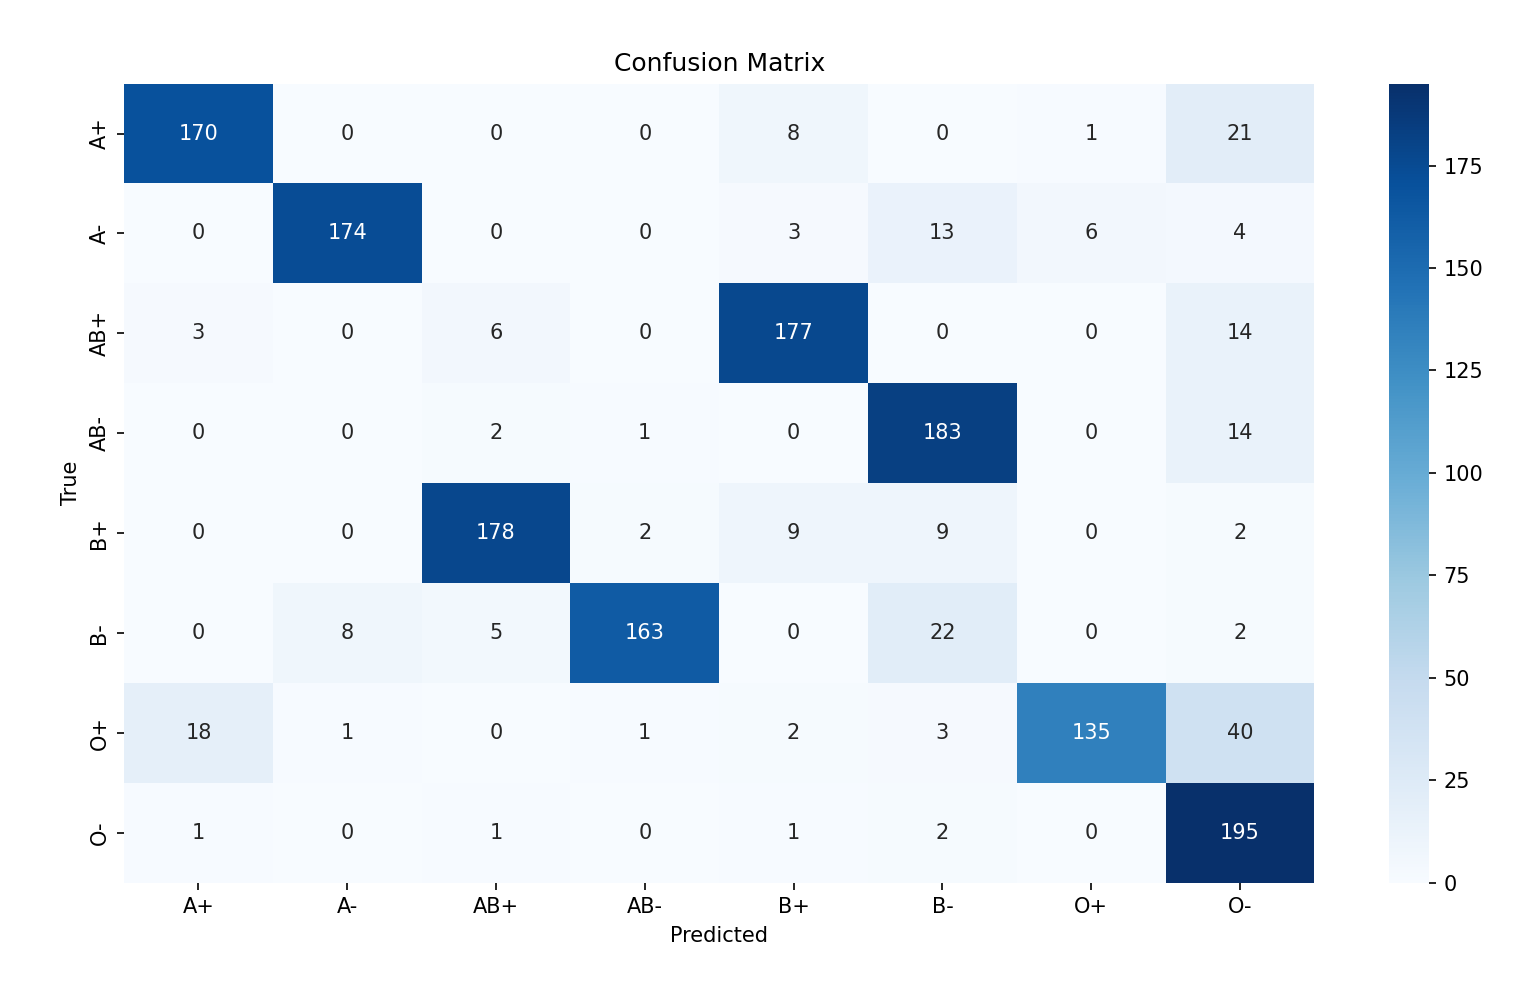 Confusion Matrix
True
A+ 170 0 0 0 8 0 1 21
A- 0 174 0 0 3 13 6 4
AB+ 3 0 6 0 177 0 0 14
AB- 0 0 2 1 0 183 0 14
B+ 0 0 178 2 9 9 0 2
B- 0 8 5 163 0 22 0 2
O+ 18 1 0 1 2 3 135 40
O- 1 0 1 0 1 2 0 195
A+ A- AB+ AB- B+ B- O+ O-
Predicted
175
150
125
100
75
50
25
0